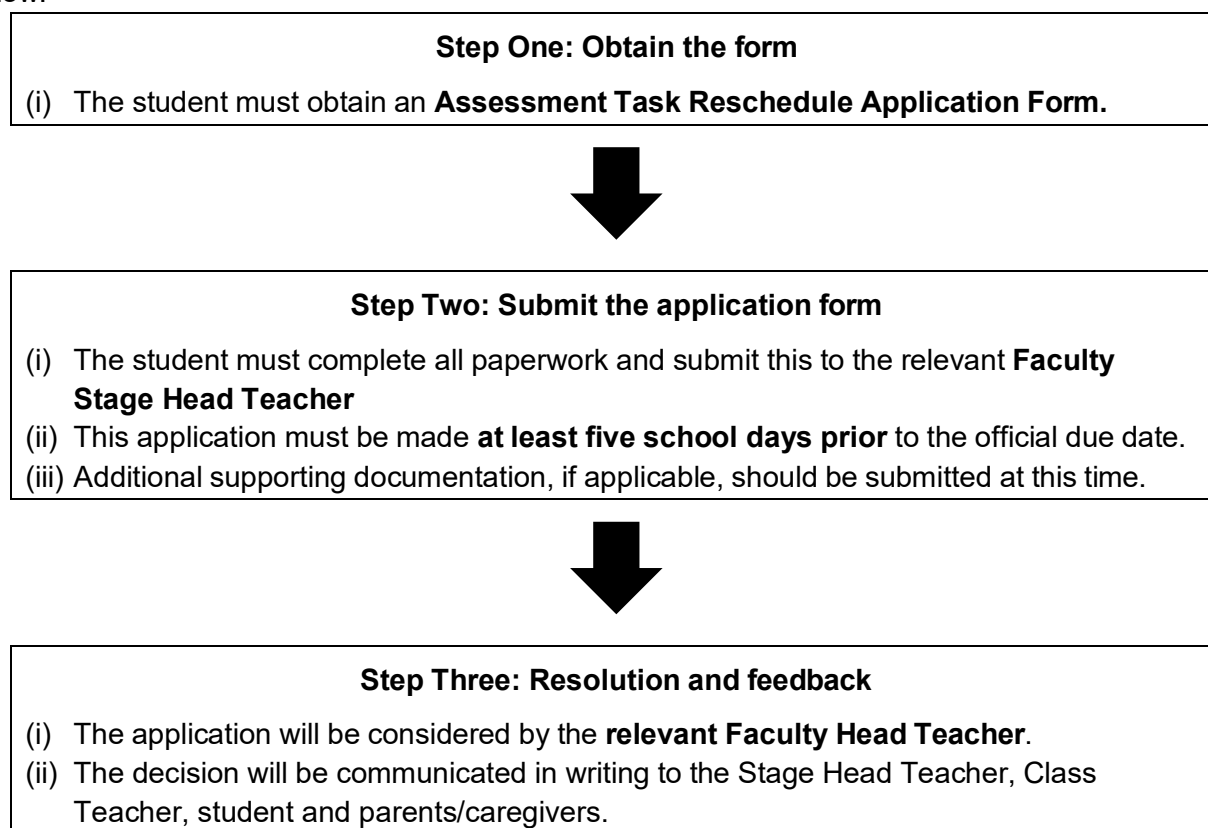 Step One: Obtain the form
(i) The student must obtain an Assessment Task Reschedule Application Form.
Step Two: Submit the application form
(i) The student must complete all paperwork and submit this to the relevant Faculty
Stage Head Teacher
(ii) This application must be made at least five school days prior to the official due date.
(iii) Additional supporting documentation, if applicable, should be submitted at this time.
Step Three: Resolution and feedback
(i) The application will be considered by the relevant Faculty Head Teacher.
(ii) The decision will be communicated in writing to the Stage Head Teacher, Class
Teacher, student and parents/caregivers.